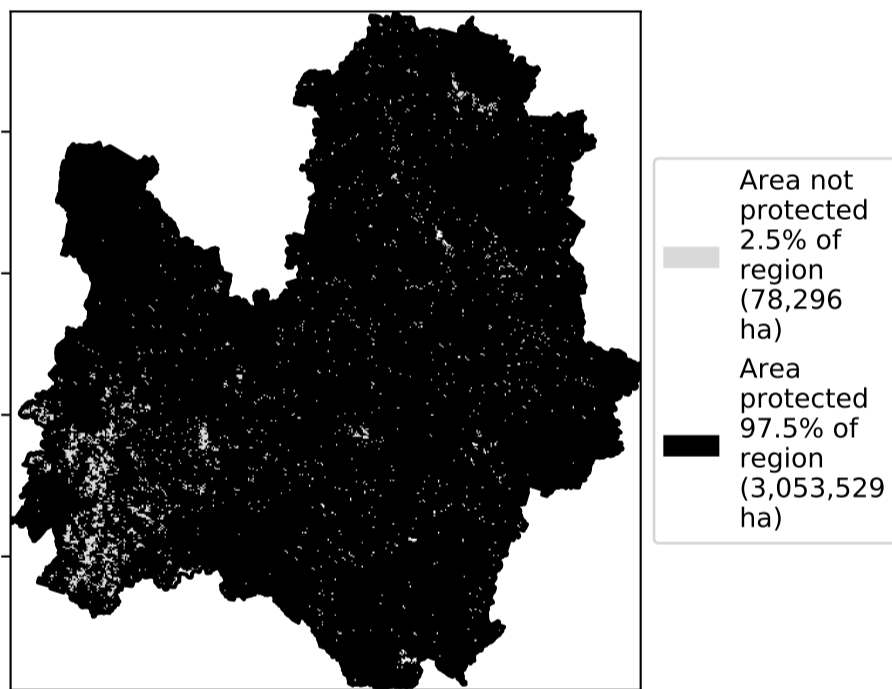 Area not
protected
2.5% of
region
(78,296
ha)
Area
protected
97.5% of
region
(3,053,529
ha)